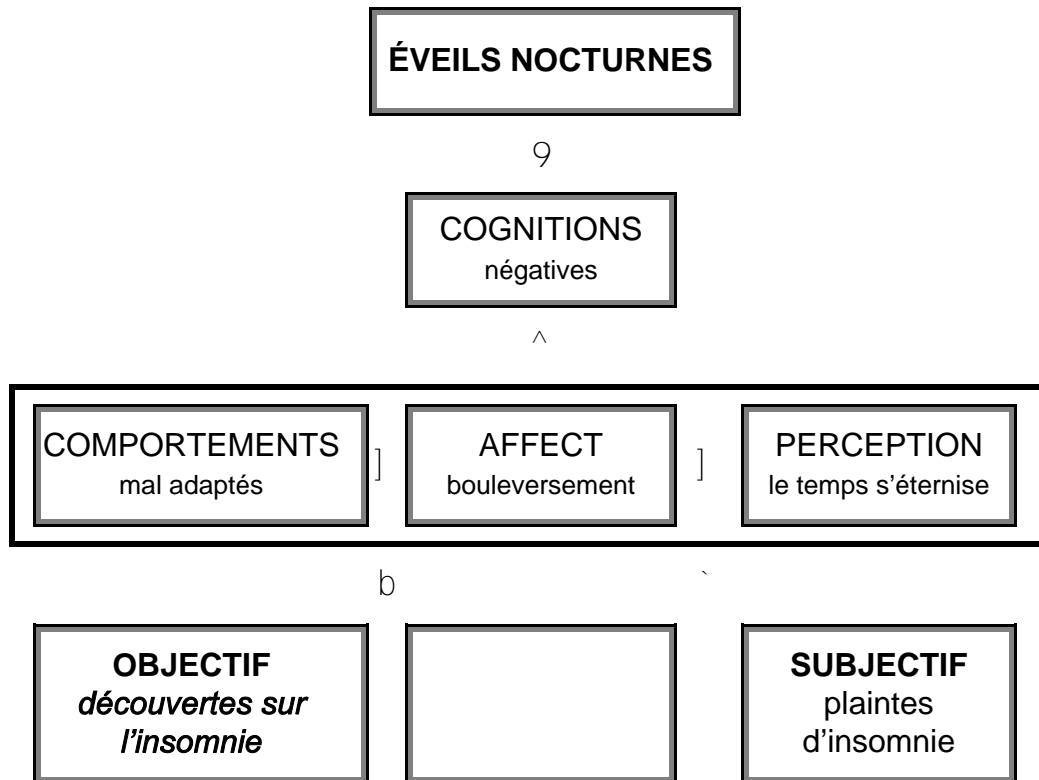 ÉVEILS NOCTURNES
9
COGNITIONS
négatives
^
COMPORTEMENTS
mal adaptés
]
AFFECT
bouleversement
]
PERCEPTION
le temps s’éternise
b
`
OBJECTIF
découvertes sur
l’insomnie
SUBJECTIF
plaintes
d’insomnie